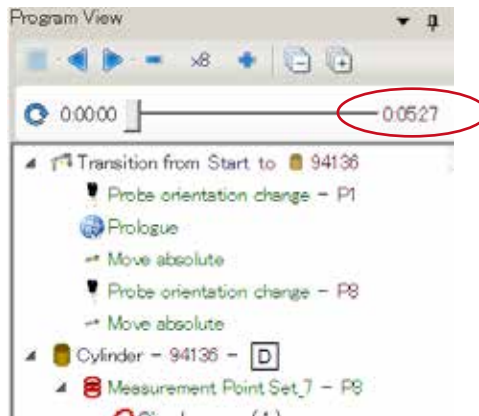 Program View
x8
0:00:00 0:05:27
Transition from Start to 94136
Probe orientation change - P1
Prologue
Move absolute
Probe orientation change - P8
Move absolute
Cylinder - 94136 - D
Measurement Point Set_7 - P8